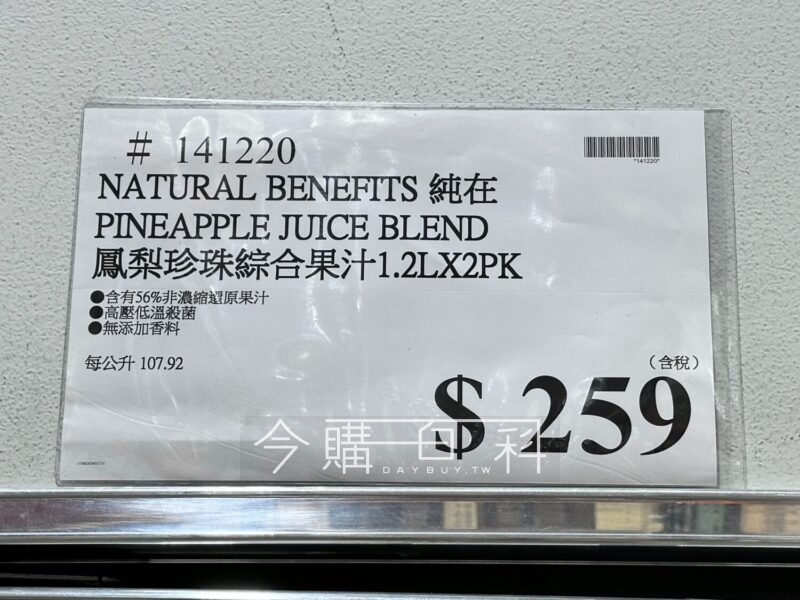 # 141220
*141220*
NATURAL BENEFITS 純在
PINEAPPLE JUICE BLEND
鳳梨珍珠綜合果汁1.2LX2PK
●含有56%非濃縮還原果汁
●高壓低溫殺菌
●無添加香料
每公升 107.92
（含稅）
$ 259
今購百科
DAYBUY.TW